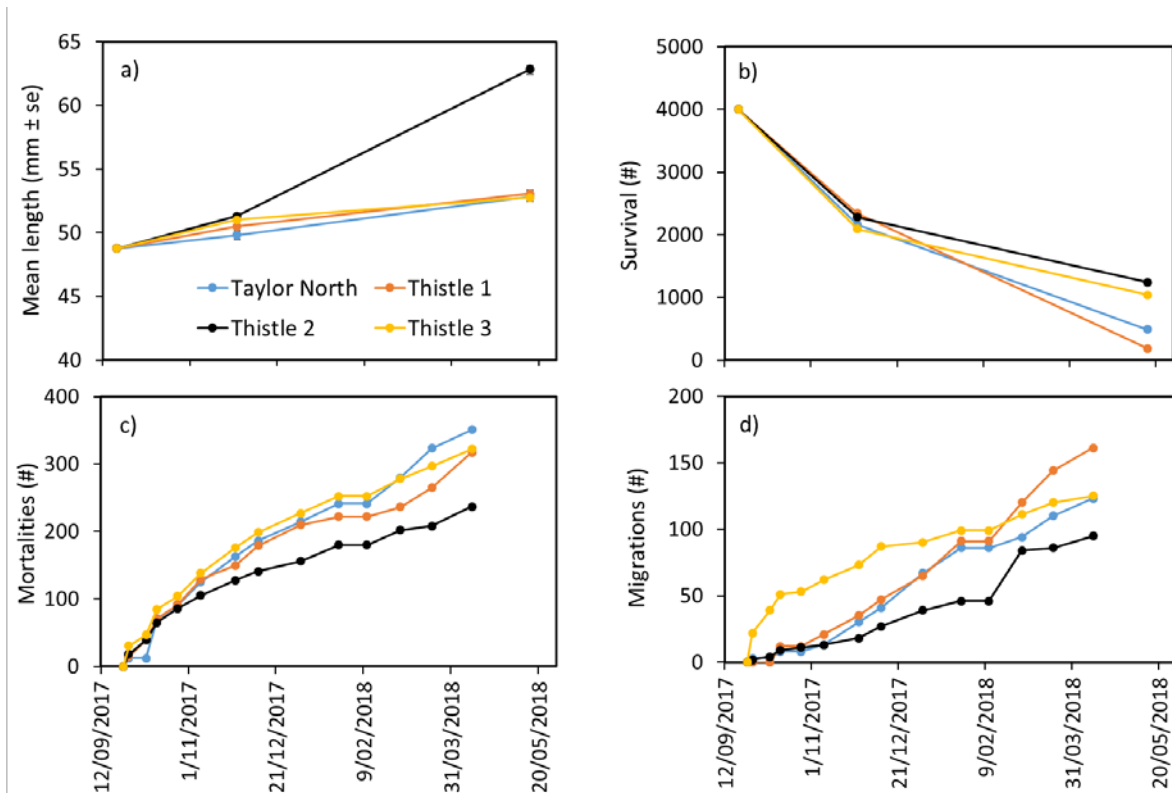 a)
Mean length (mm ± se)
65
60
55
50
45
40
Taylor North
Thistle 1
Thistle 2
Thistle 3
b)
Survival (#)
5000
4000
3000
2000
1000
0
c)
Mortalities (#)
400
300
200
100
0
12/09/2017
1/11/2017
21/12/2017
9/02/2018
31/03/2018
20/05/2018
d)
Migrations (#)
200
150
100
50
0
12/09/2017
1/11/2017
21/12/2017
9/02/2018
31/03/2018
20/05/2018